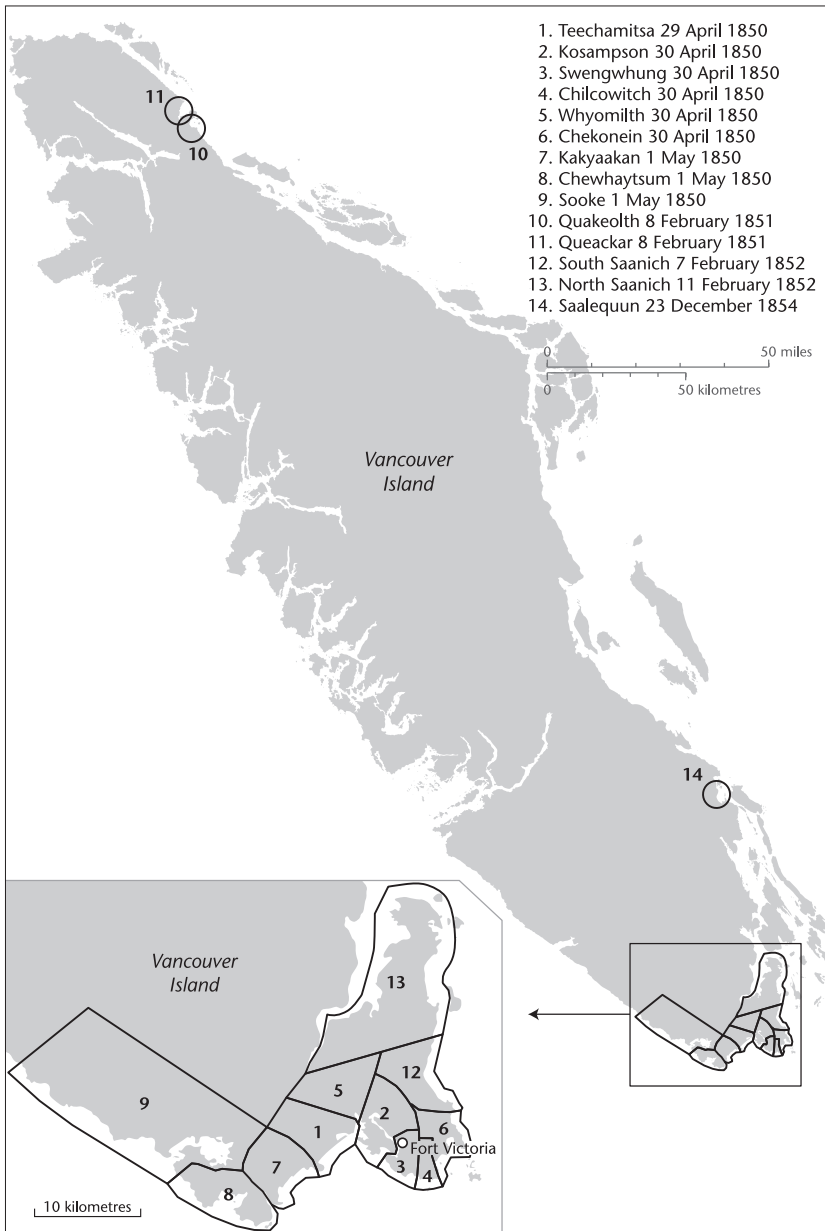 1. Teechamitsa 29 April 1850
2. Kosampson 30 April 1850
3. Swengwhung 30 April 1850
4. Chilcowitch 30 April 1850
5. Whyomilth 30 April 1850
6. Chekonein 30 April 1850
7. Kakyaakan 1 May 1850
8. Chewhaytsum 1 May 1850
9. Sooke 1 May 1850
10. Quakeolth 8 February 1851
11. Queackar 8 February 1851
12. South Saanich 7 February 1852
13. North Saanich 11 February 1852
14. Saalequun 23 December 1854
0 50 miles
0 50 kilometres
11
10
Vancouver
Island
14
Vancouver
Island
13
12
5
2
9
1
6
Fort Victoria
7
3
4
8
10 kilometres